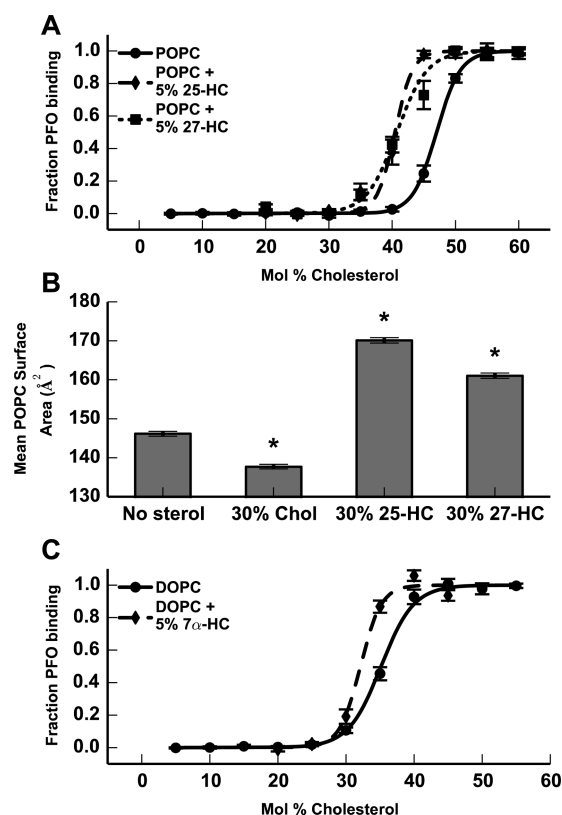 A
Fraction PFO binding
1.0
0.8
0.6
0.4
0.2
0.0
POPC
POPC +
5% 25-HC
POPC +
5% 27-HC
0 10 20 30 40 50 60
Mol % Cholesterol
B
Mean POPC Surface
Area (Å²)
180
170
160
150
140
130
*
*
*
No sterol 30% Chol 30% 25-HC 30% 27-HC
C
Fraction PFO binding
1.0
0.8
0.6
0.4
0.2
0.0
DOPC
DOPC +
5% 7α-HC
0 10 20 30 40 50 60
Mol % Cholesterol